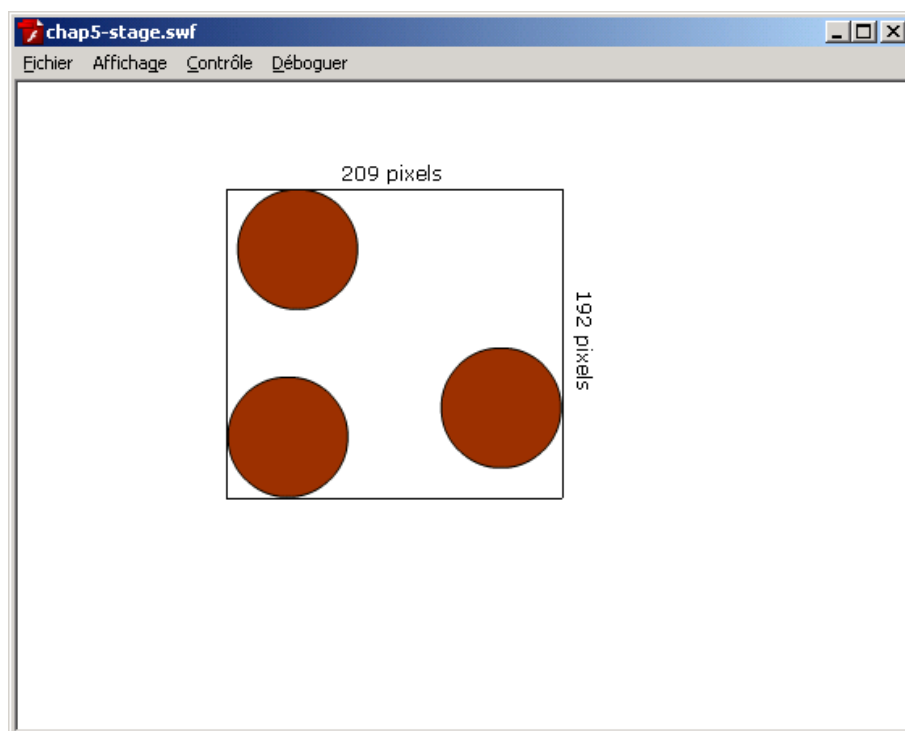 chap5-stage.swf
Fichier Affichage Contrôle Déboguer
209 pixels
192 pixels